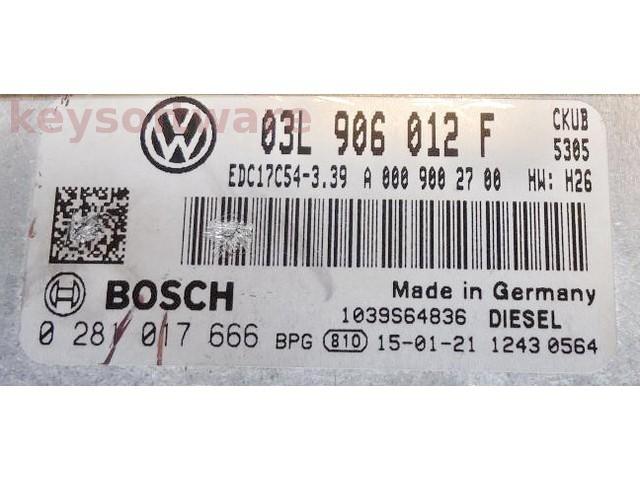 keysoftware
VW 03L 906 012 F CKUB
5305
EDC17C54-3.39 A 000 900 27 00 HW: H26
BOSCH Made in Germany
1039S64836 DIESEL
0 281 017 666 BPG 810 15-01-21 1243 0564